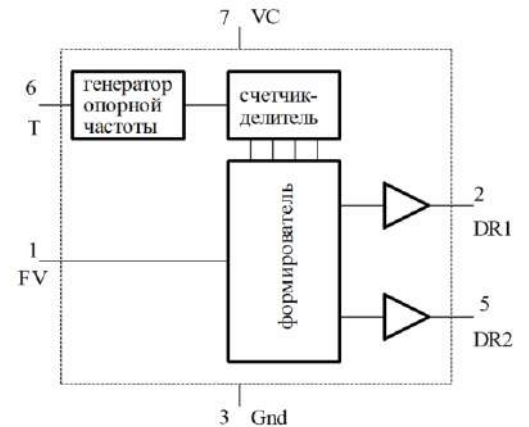 7 VC
6
T
генератор
опорной
частоты
счетчик-
делитель
формирователь
1
FV
2
DR1
5
DR2
3 Gnd